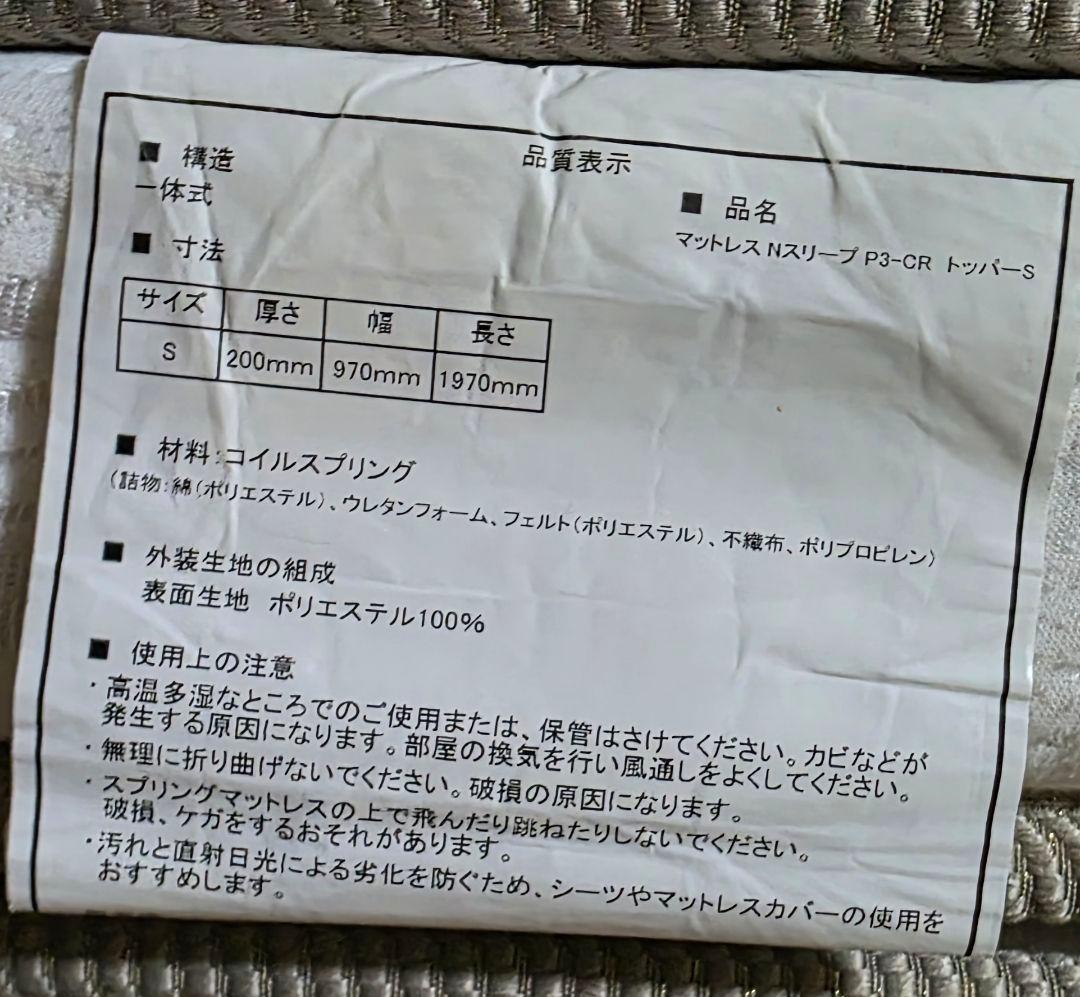 品質表示
■ 構造
一体式
■ 品名
マットレス Nスリープ P3-CR トッパーS
■ 寸法
サイズ 厚さ 幅 長さ
S 200mm 970mm 1970mm
■ 材料:コイルスプリング
(詰物:綿(ポリエステル)、ウレタンフォーム、フェルト(ポリエステル)、不織布、ポリプロピレン)
■ 外装生地の組成
表面生地 ポリエステル100%
■ 使用上の注意
・高温多湿なところでのご使用または、保管はさけてください。カビなどが
発生する原因になります。部屋の換気を行い風通しをよくしてください。
・無理に折り曲げないでください。破損の原因になります。
・スプリングマットレスの上で飛んだり跳ねたりしないでください。
破損、ケガをするおそれがあります。
・汚れと直射日光による劣化を防ぐため、シーツやマットレスカバーの使用を
おすすめします。